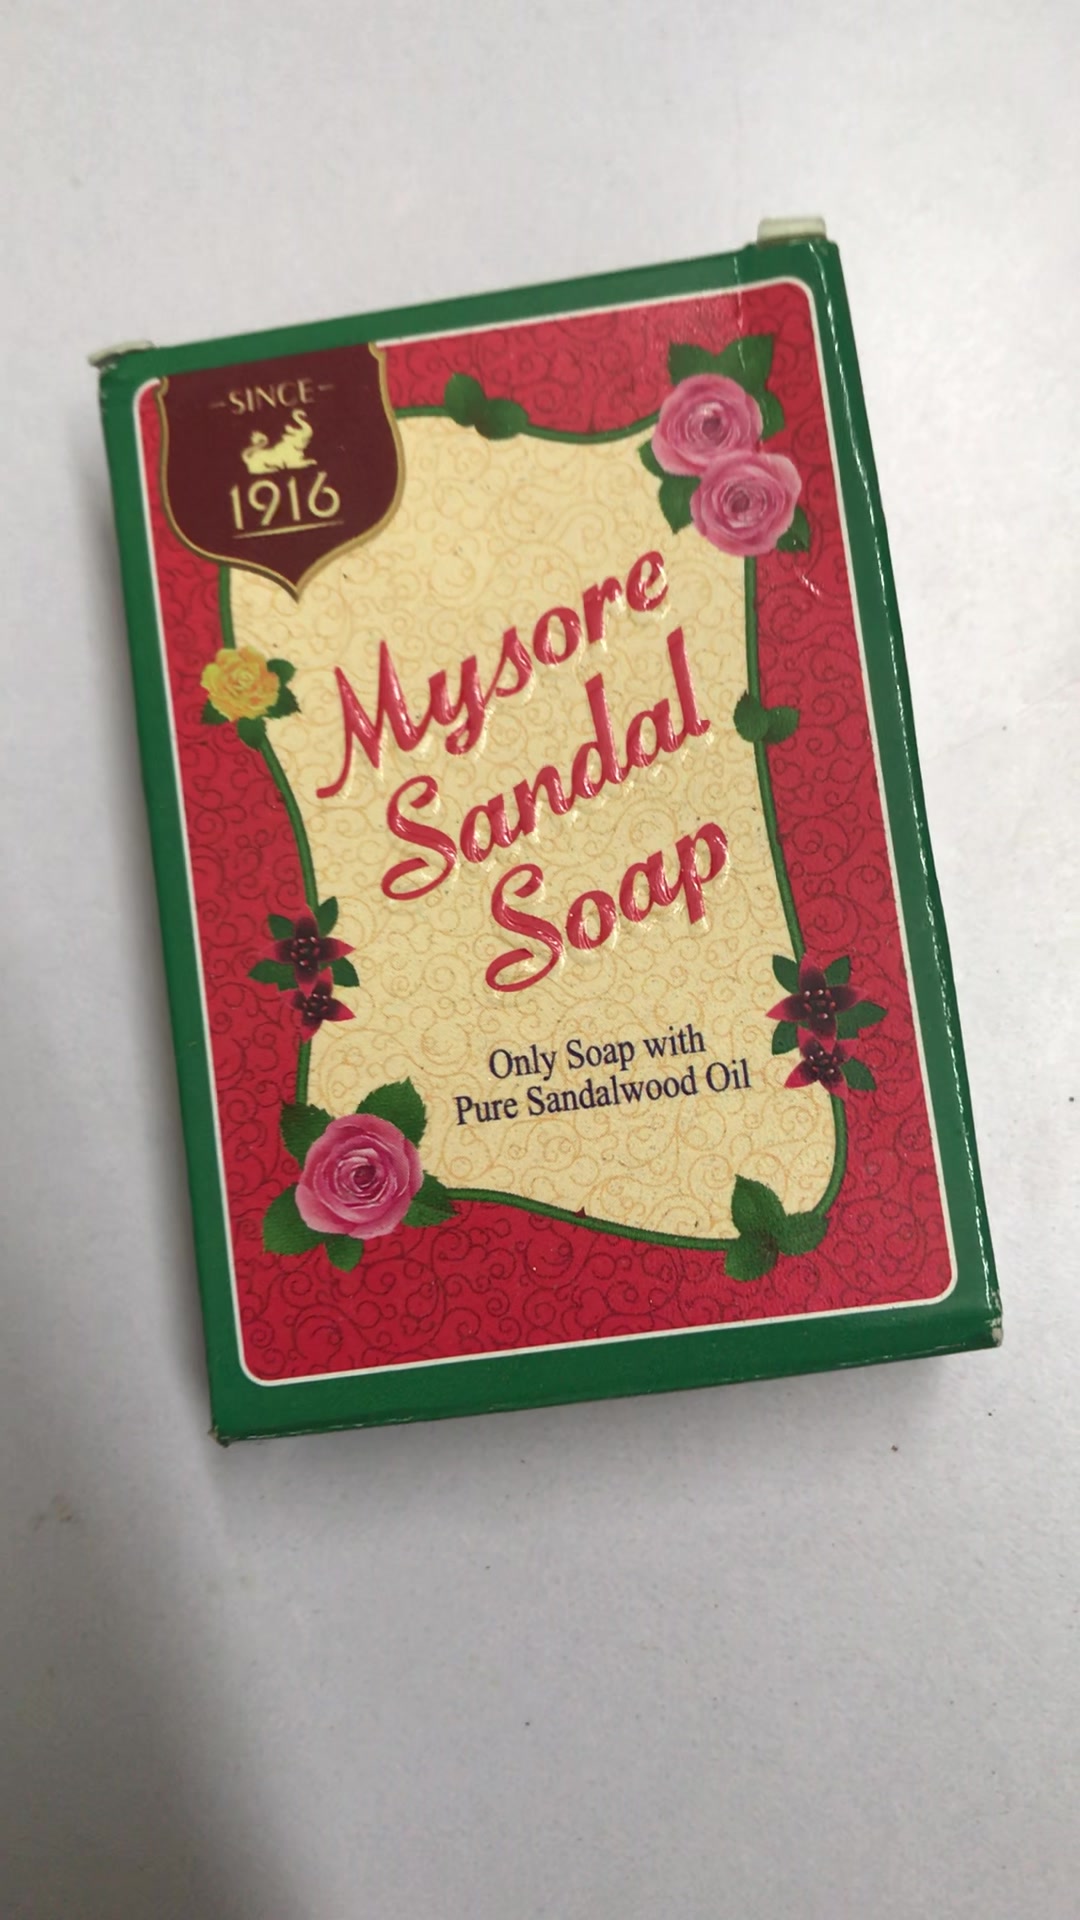 -SINCE-
1916
Mysore
Sandal
Soap
Only Soap with
Pure Sandalwood Oil